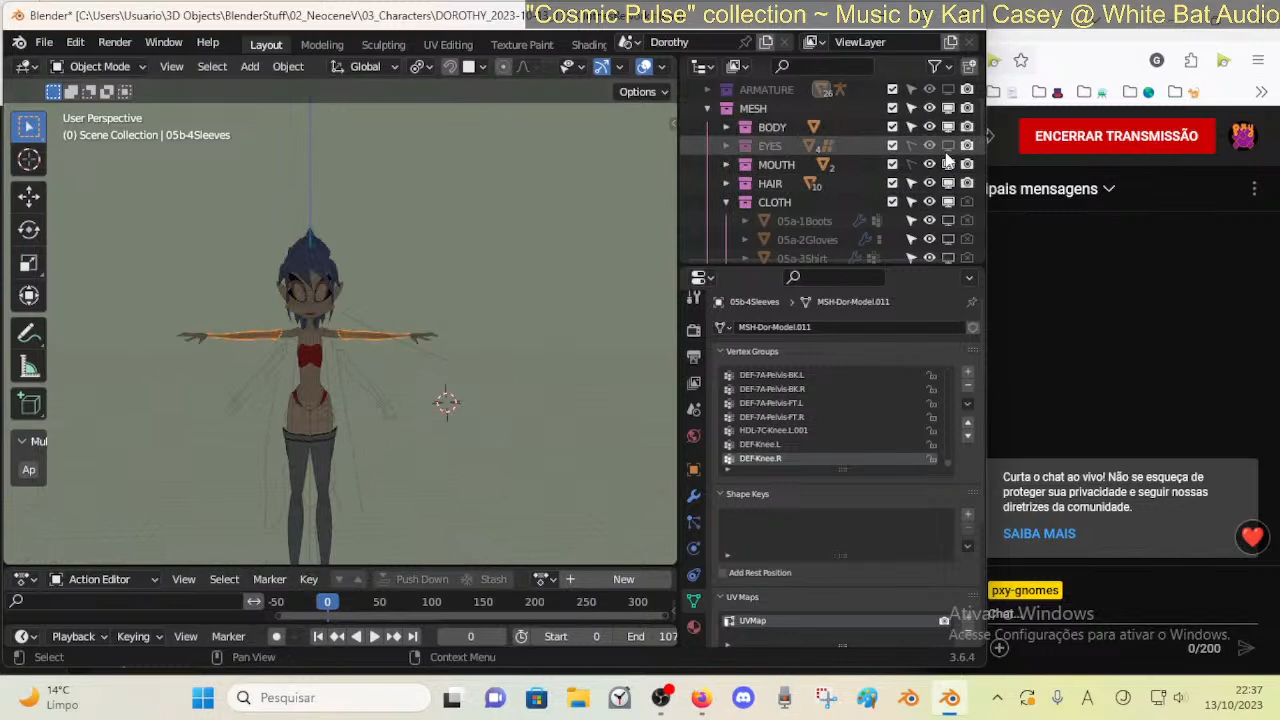 Blender* [C:\Users\Usuario\3D Objects\BlenderStuff\02_NeoceneV\03_Characters\DOROTHY_2023-10-13
"Cosmic Pulse" collection ~ Music by Karl Casey @ White Bat Audio
File Edit Render Window Help Layout Modeling Sculpting UV Editing Texture Paint Shading Dorothy ViewLayer
Object Mode View Select Add Object Global
Options
User Perspective
(0) Scene Collection | 05b-4Sleeves
Mul
Ap
ARMATURE 26
MESH
BODY
EYES 4
MOUTH 2
HAIR 10
CLOTH
05a-1Boots
05a-2Gloves
05a-3Shirt
05b-4Sleeves MSH-Dor-Model.011
MSH-Dor-Model.011
Vertex Groups
DEF-7A-Pelvis-BK.L
DEF-7A-Pelvis-BK.R
DEF-7A-Pelvis-FT.L
DEF-7A-Pelvis-FT.R
HDL-7C-Knee.L.001
DEF-Knee.L
DEF-Knee.R
Shape Keys
Add Rest Position
UV Maps
UVMap
Action Editor View Select Marker Key Push Down Stash New
-50 0 50 100 150 200 250 300
Playback Keying View Marker 0 Start 0 End 107
Select Pan View Context Menu 3.6.4
G
ENCERRAR TRANSMISSÃO
ipais mensagens
Curta o chat ao vivo! Não se esqueça de
proteger sua privacidade e seguir nossas
diretrizes da comunidade.
SAIBA MAIS
pxy-gnomes
Chat...
Ativar o Windows
Acesse Configurações para ativar o Windows.
0/200
14°C
Limpo
Pesquisar
22:37
13/10/2023